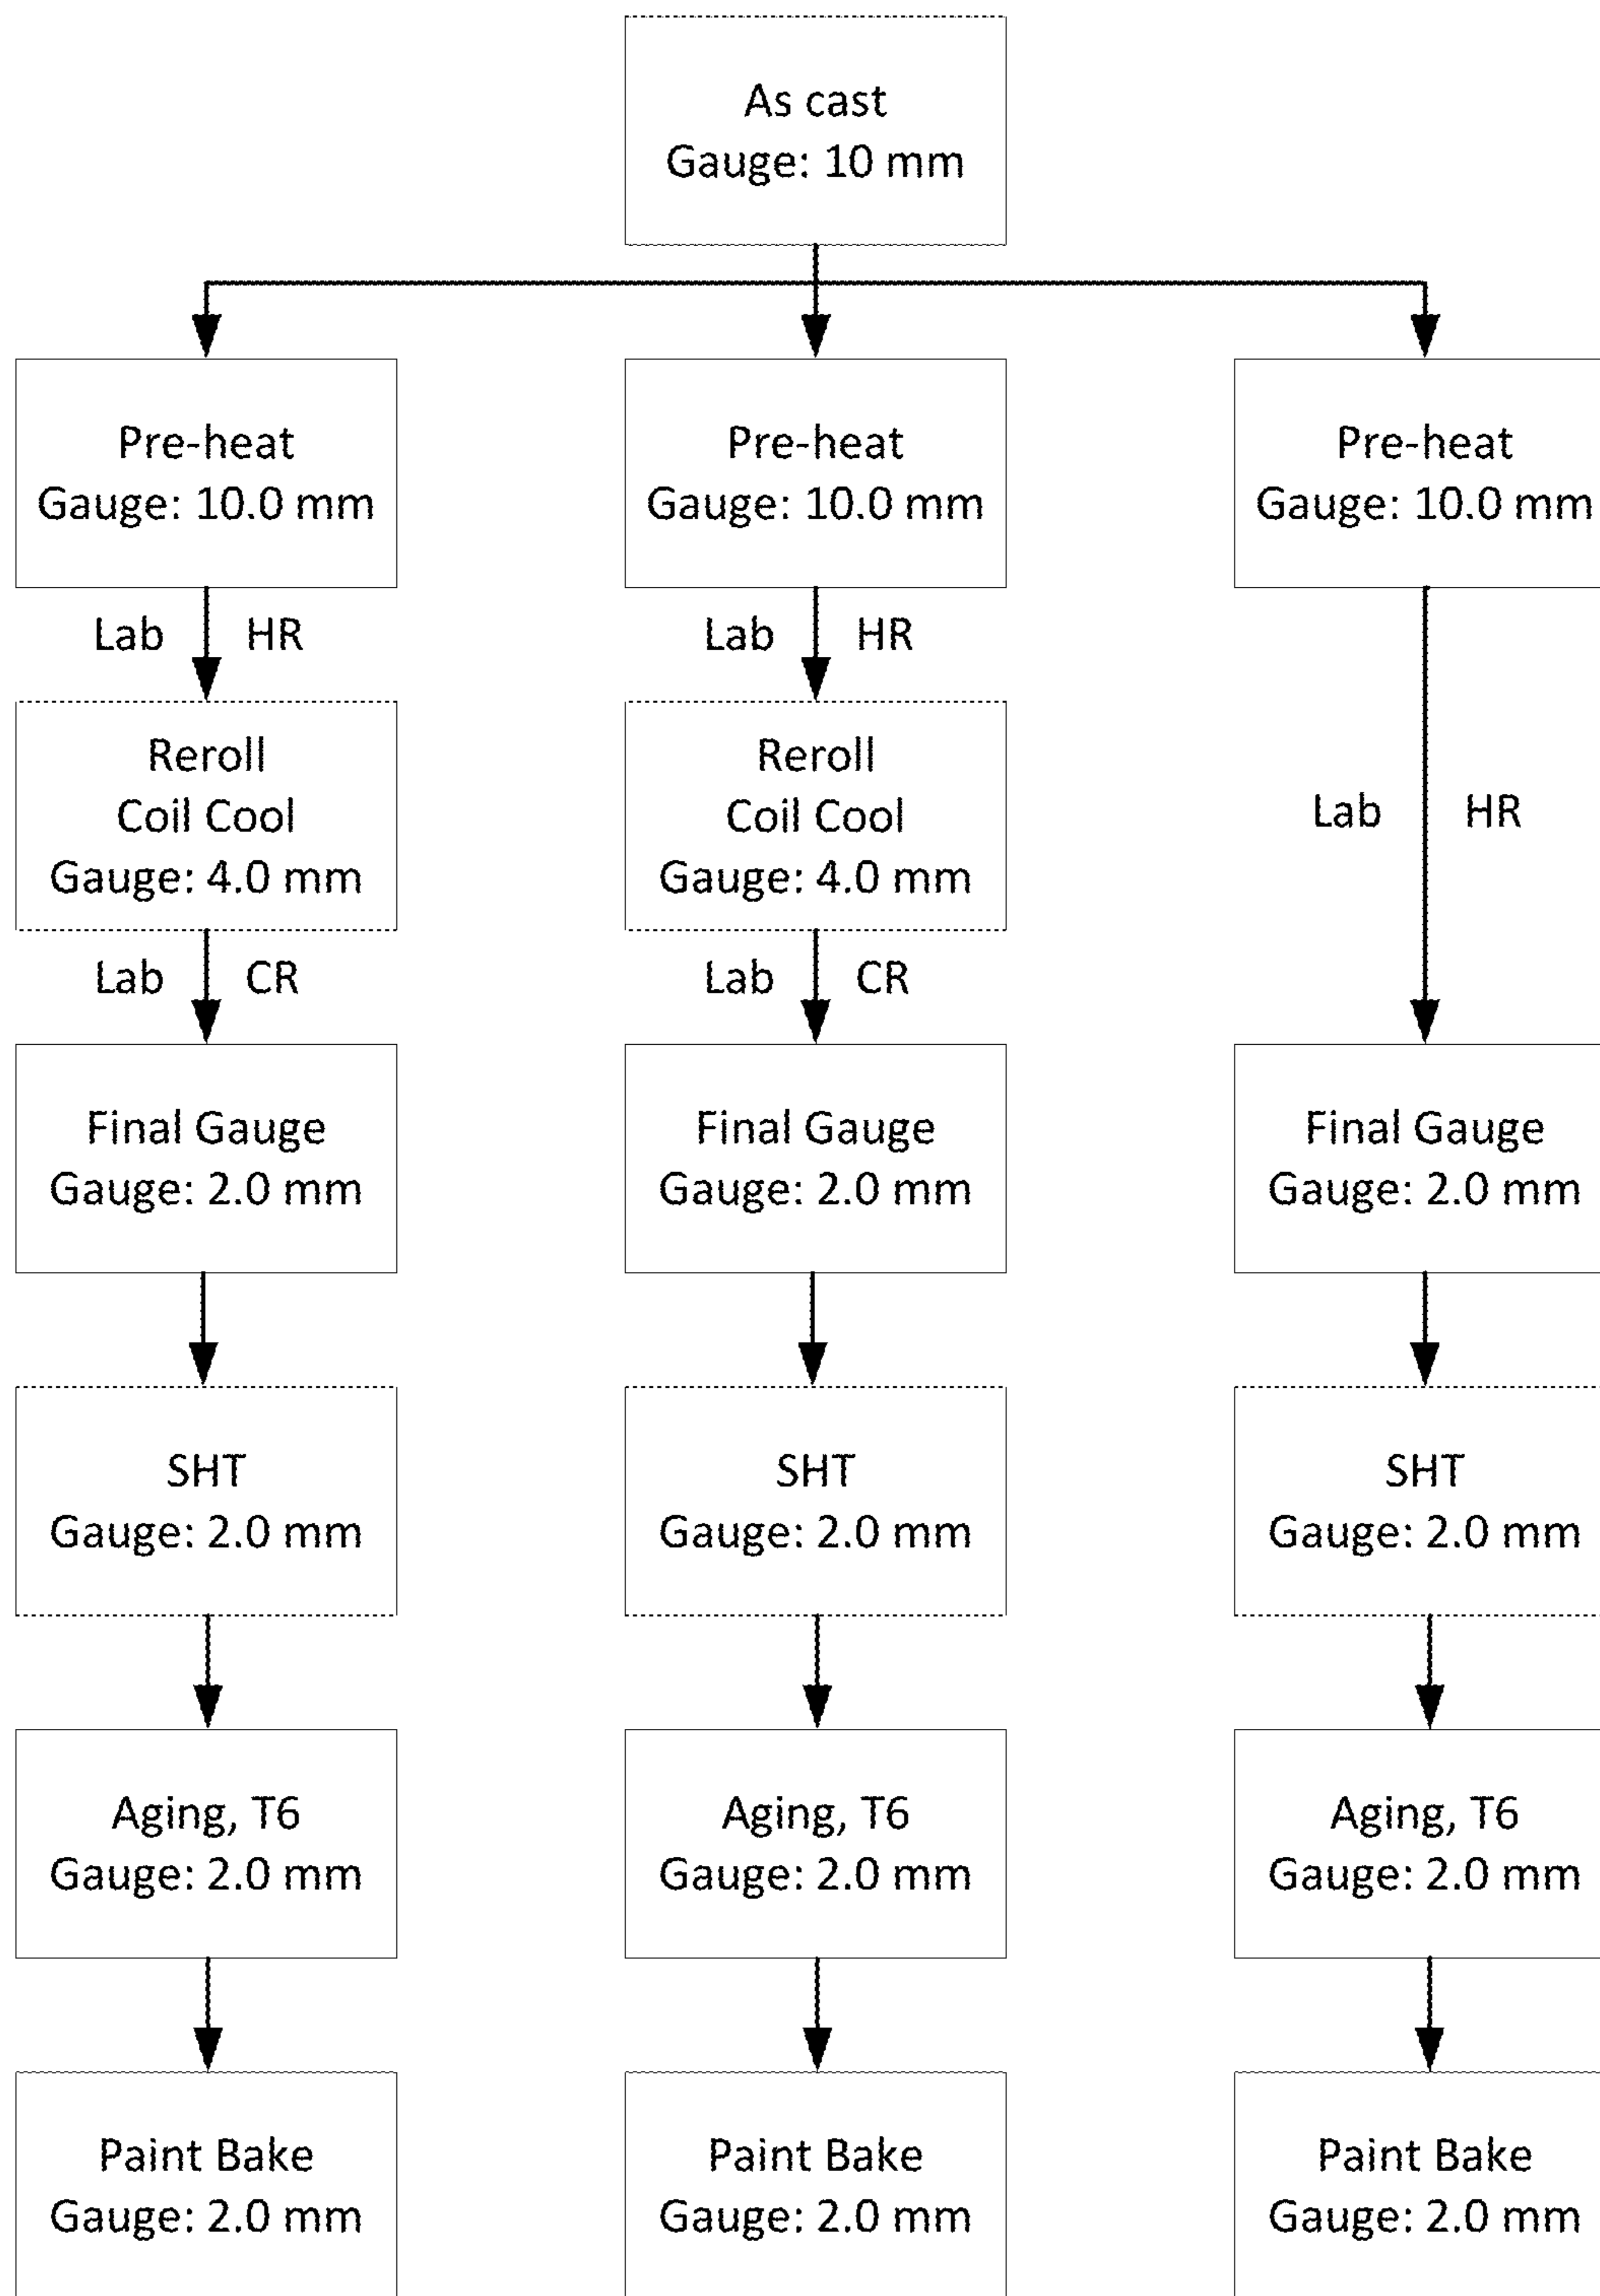 As cast
Gauge: 10 mm
Pre-heat
Gauge: 10.0 mm
Pre-heat
Gauge: 10.0 mm
Pre-heat
Gauge: 10.0 mm
Lab HR
Lab HR
Reroll
Coil Cool
Gauge: 4.0 mm
Reroll
Coil Cool
Gauge: 4.0 mm
Lab HR
Lab CR
Lab CR
Final Gauge
Gauge: 2.0 mm
Final Gauge
Gauge: 2.0 mm
Final Gauge
Gauge: 2.0 mm
SHT
Gauge: 2.0 mm
SHT
Gauge: 2.0 mm
SHT
Gauge: 2.0 mm
Aging, T6
Gauge: 2.0 mm
Aging, T6
Gauge: 2.0 mm
Aging, T6
Gauge: 2.0 mm
Paint Bake
Gauge: 2.0 mm
Paint Bake
Gauge: 2.0 mm
Paint Bake
Gauge: 2.0 mm